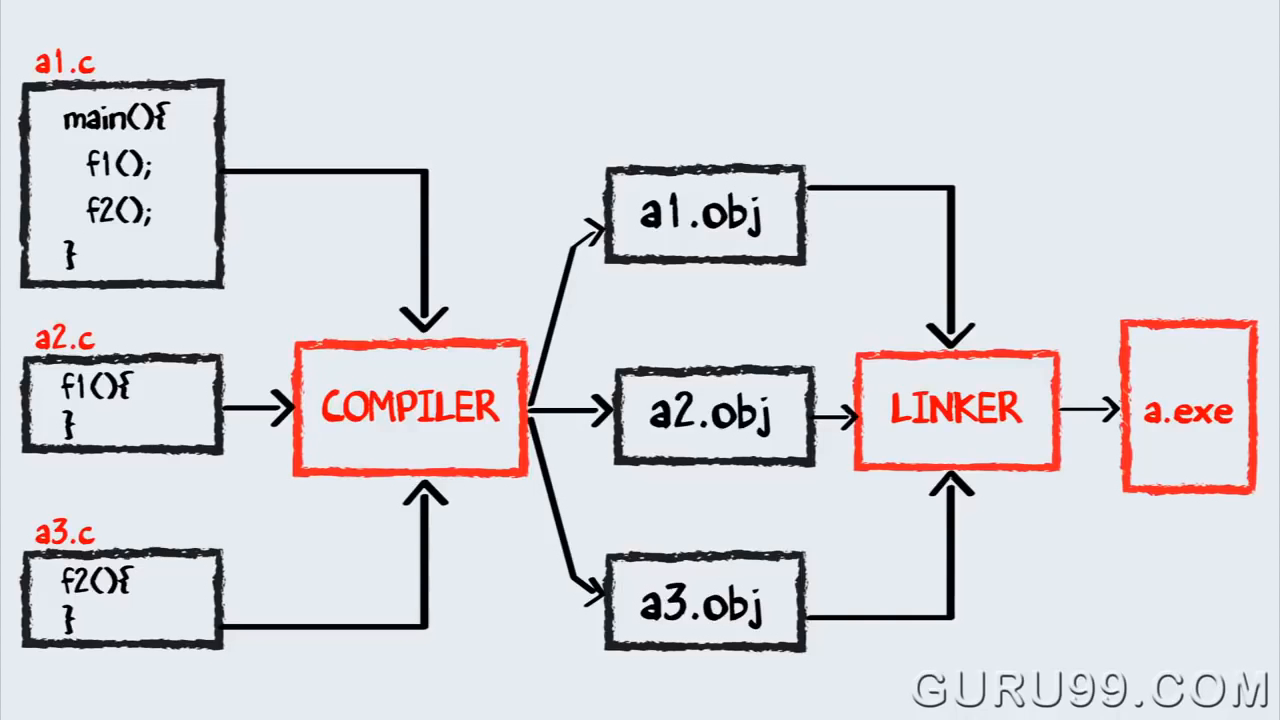 a1.c
main(){
f1();
f2();
}
a2.c
f1(){
}
a3.c
f2(){
}
COMPILER
a1.obj
a2.obj
a3.obj
LINKER
a.exe
GURU99.COM